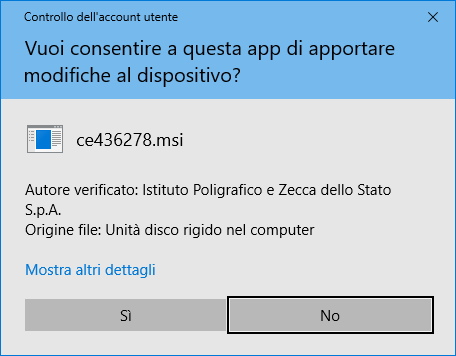 Controllo dell'account utente
Vuoi consentire a questa app di apportare
modifiche al dispositivo?
ce436278.msi
Autore verificato: Istituto Poligrafico e Zecca dello Stato
S.p.A.
Origine file: Unità disco rigido nel computer
Mostra altri dettagli
Sì
No